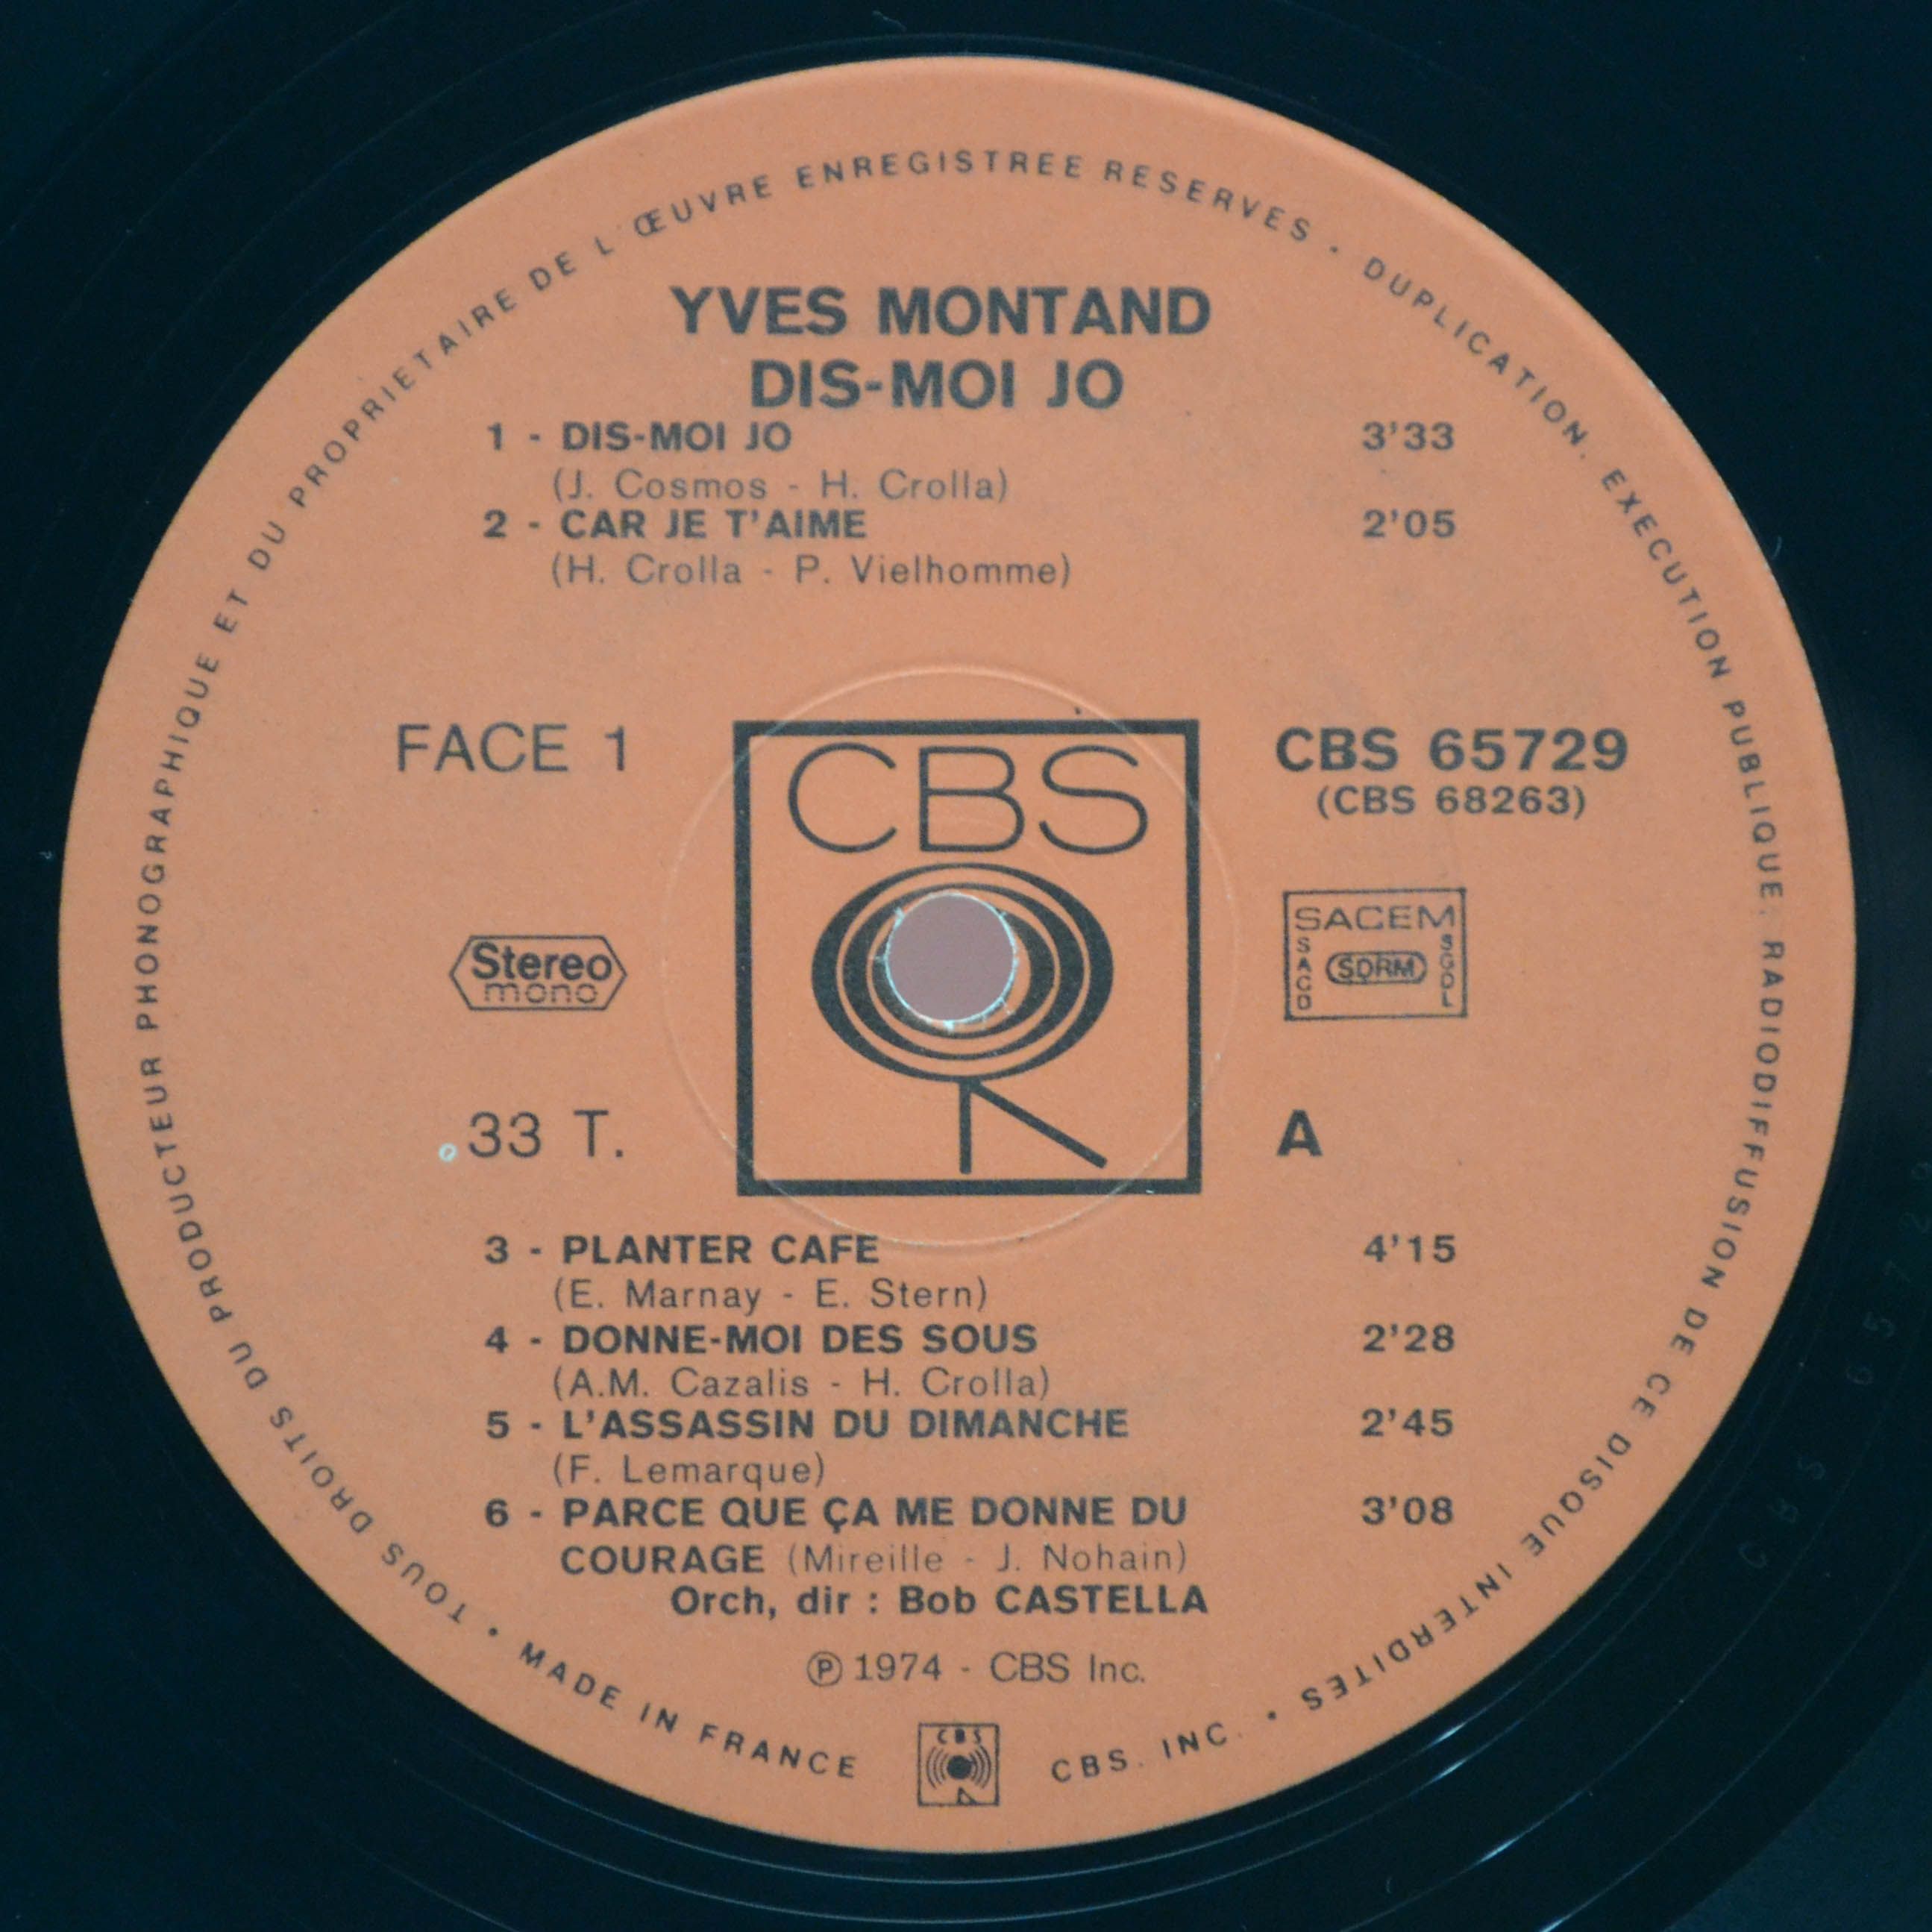 TOUS DROITS DU PRODUCTEUR PHONOGRAPHIQUE ET DU PROPRIETAIRE DE L'ŒUVRE ENREGISTREE RESERVES • DUPLICATION. EXECUTION PUBLIQUE. RADIODIFFUSION DE CE DISQUE INTERDITES •
YVES MONTAND
DIS-MOI JO
1 - DIS-MOI JO 3'33
(J. Cosmos - H. Crolla)
2 - CAR JE T'AIME 2'05
(H. Crolla - P. Vielhomme)
FACE 1
CBS
CBS 65729
(CBS 68263)
Stereo
mono
SACEM
SACD
SDRM
SGDL
33 T.
A
3 - PLANTER CAFE 4'15
(E. Marnay - E. Stern)
4 - DONNE-MOI DES SOUS 2'28
(A.M. Cazalis - H. Crolla)
5 - L'ASSASSIN DU DIMANCHE 2'45
(F. Lemarque)
6 - PARCE QUE ÇA ME DONNE DU 3'08
COURAGE (Mireille - J. Nohain)
Orch, dir : Bob CASTELLA
Ⓟ 1974 - CBS Inc.
• MADE IN FRANCE
CBS
CBS. INC.